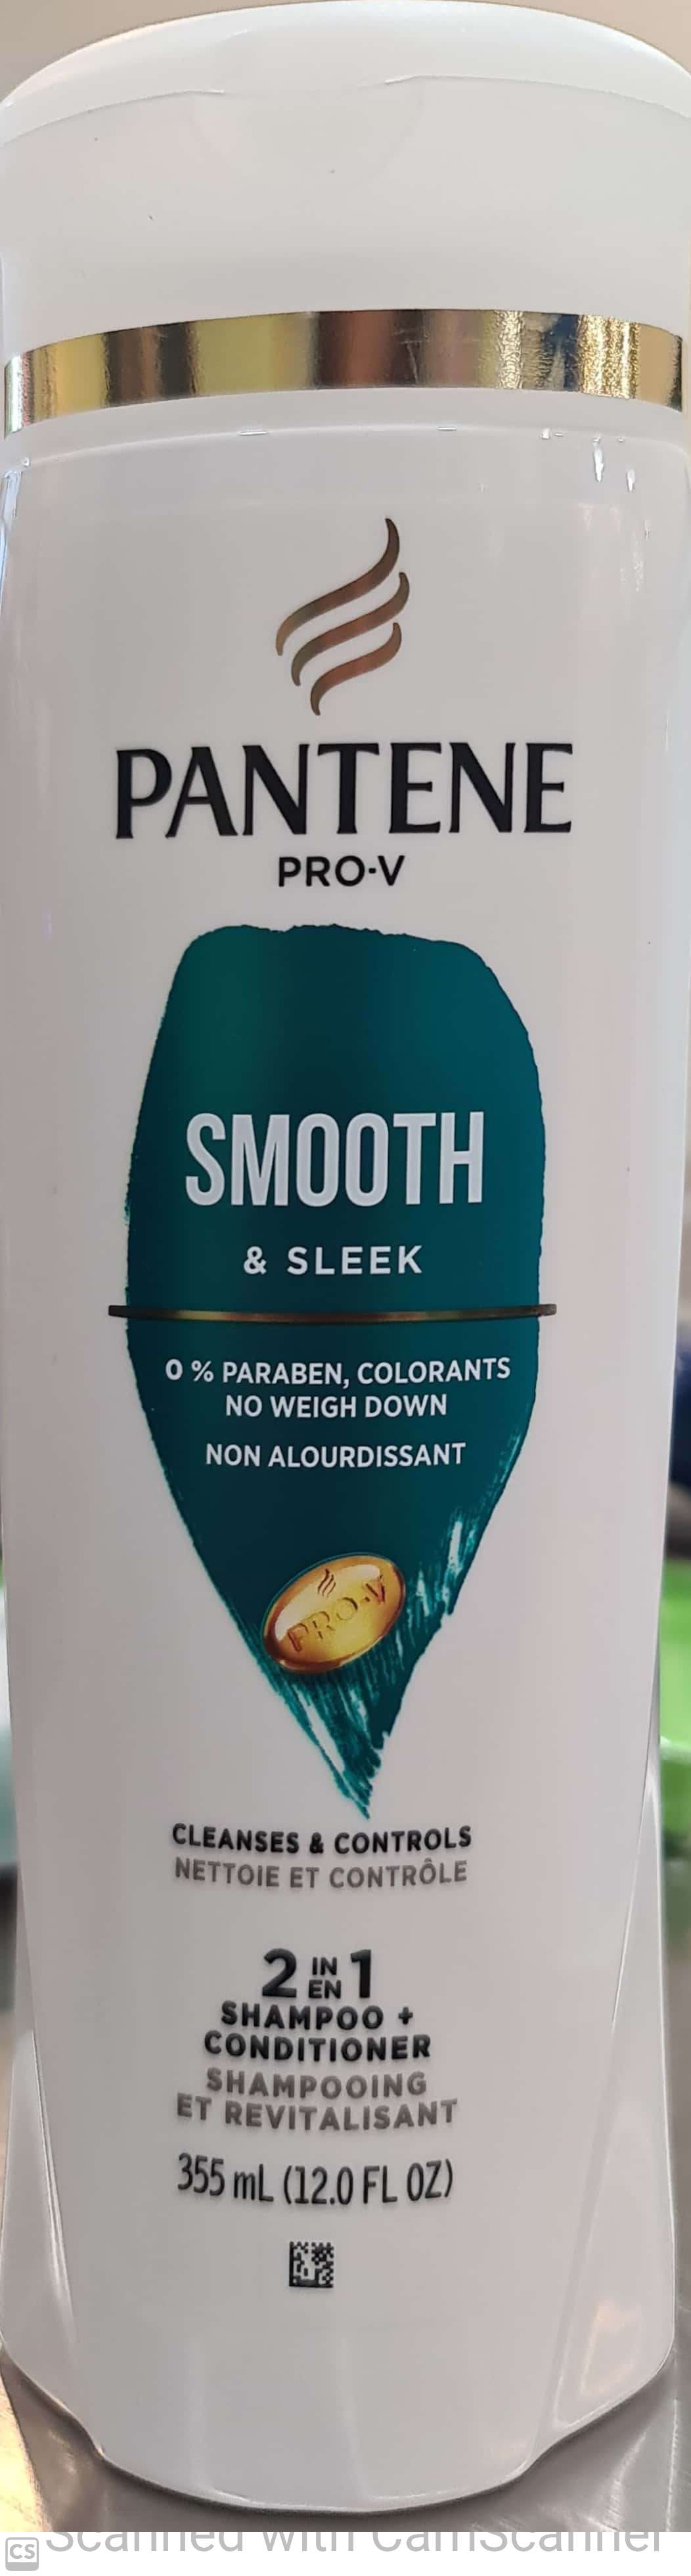 PANTENE
PRO-V
SMOOTH
& SLEEK
0 % PARABEN, COLORANTS
NO WEIGH DOWN
NON ALOURDISSANT
PRO-V
CLEANSES & CONTROLS
NETTOIE ET CONTRÔLE
2 IN EN 1
SHAMPOO +
CONDITIONER
SHAMPOOING
ET REVITALISANT
355 mL (12.0 FL OZ)
CS Scanned with CamScanner